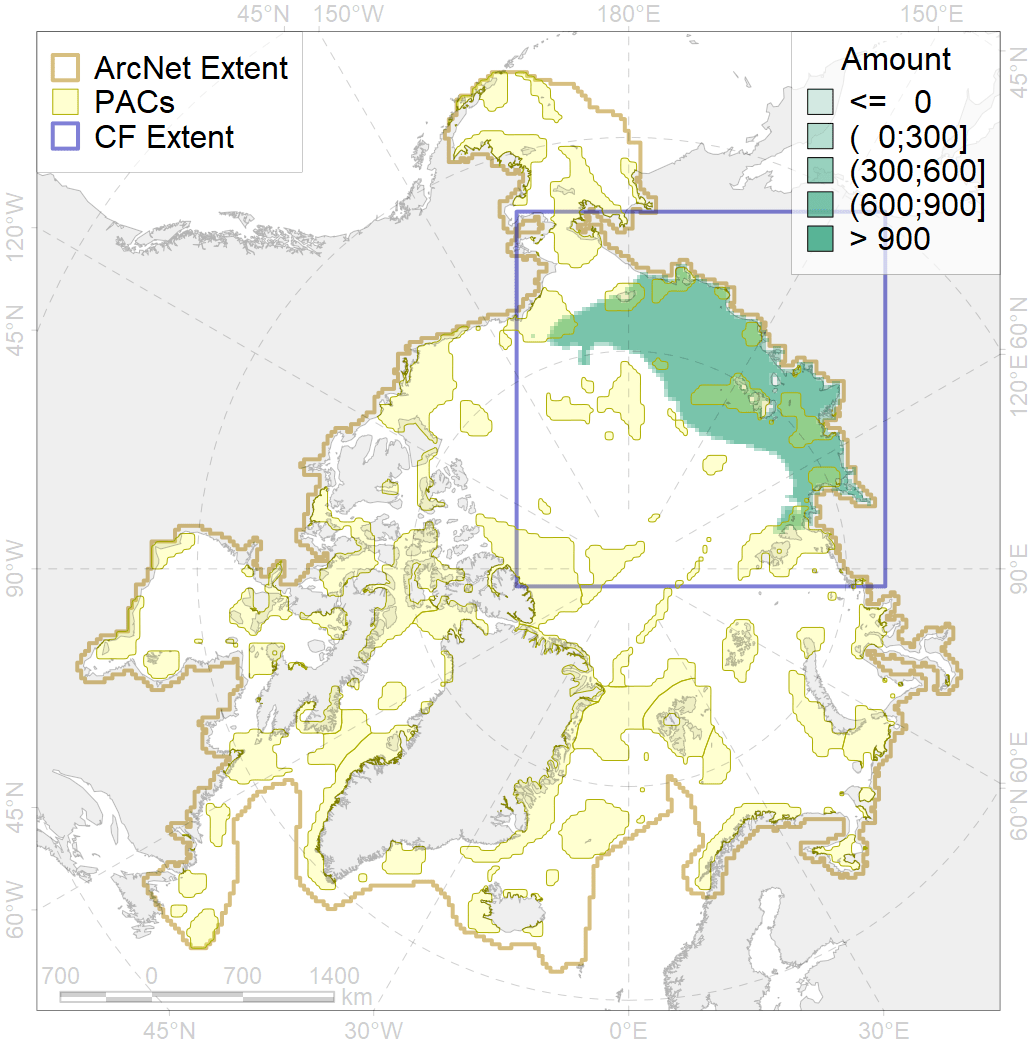 45°N 150°W 180°E 150°E
ArcNet Extent
PACs
CF Extent
Amount
<= 0
( 0;300]
(300;600]
(600;900]
> 900
45°N
120°W
45°N
90°W
45°N
60°W
60°N
120°E
90°E
60°E
60°N
700 0 700 1400
km
45°N 30°W 0°E 30°E